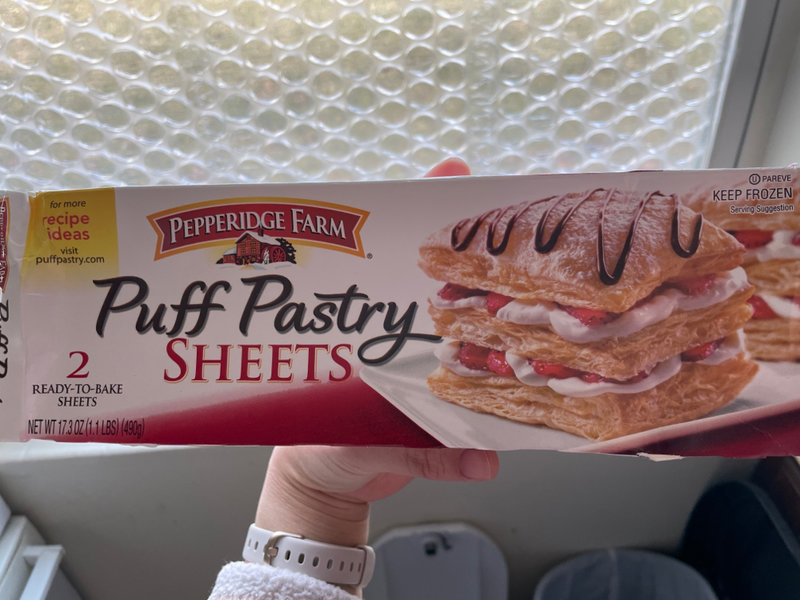 for more
recipe
ideas
visit
puffpastry.com
PEPPERIDGE FARM
®
Puff Pastry
SHEETS
2
READY-TO-BAKE
SHEETS
NET WT 17.3 OZ (1.1 LBS) (490g)
U PAREVE
KEEP FROZEN
Serving Suggestion